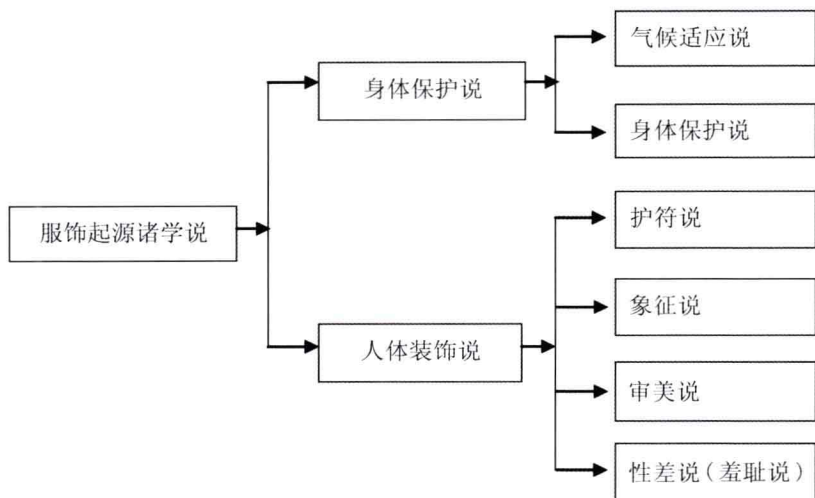 服饰起源诸学说
身体保护说
气候适应说
身体保护说
人体装饰说
护符说
象征说
审美说
性差说(羞耻说)